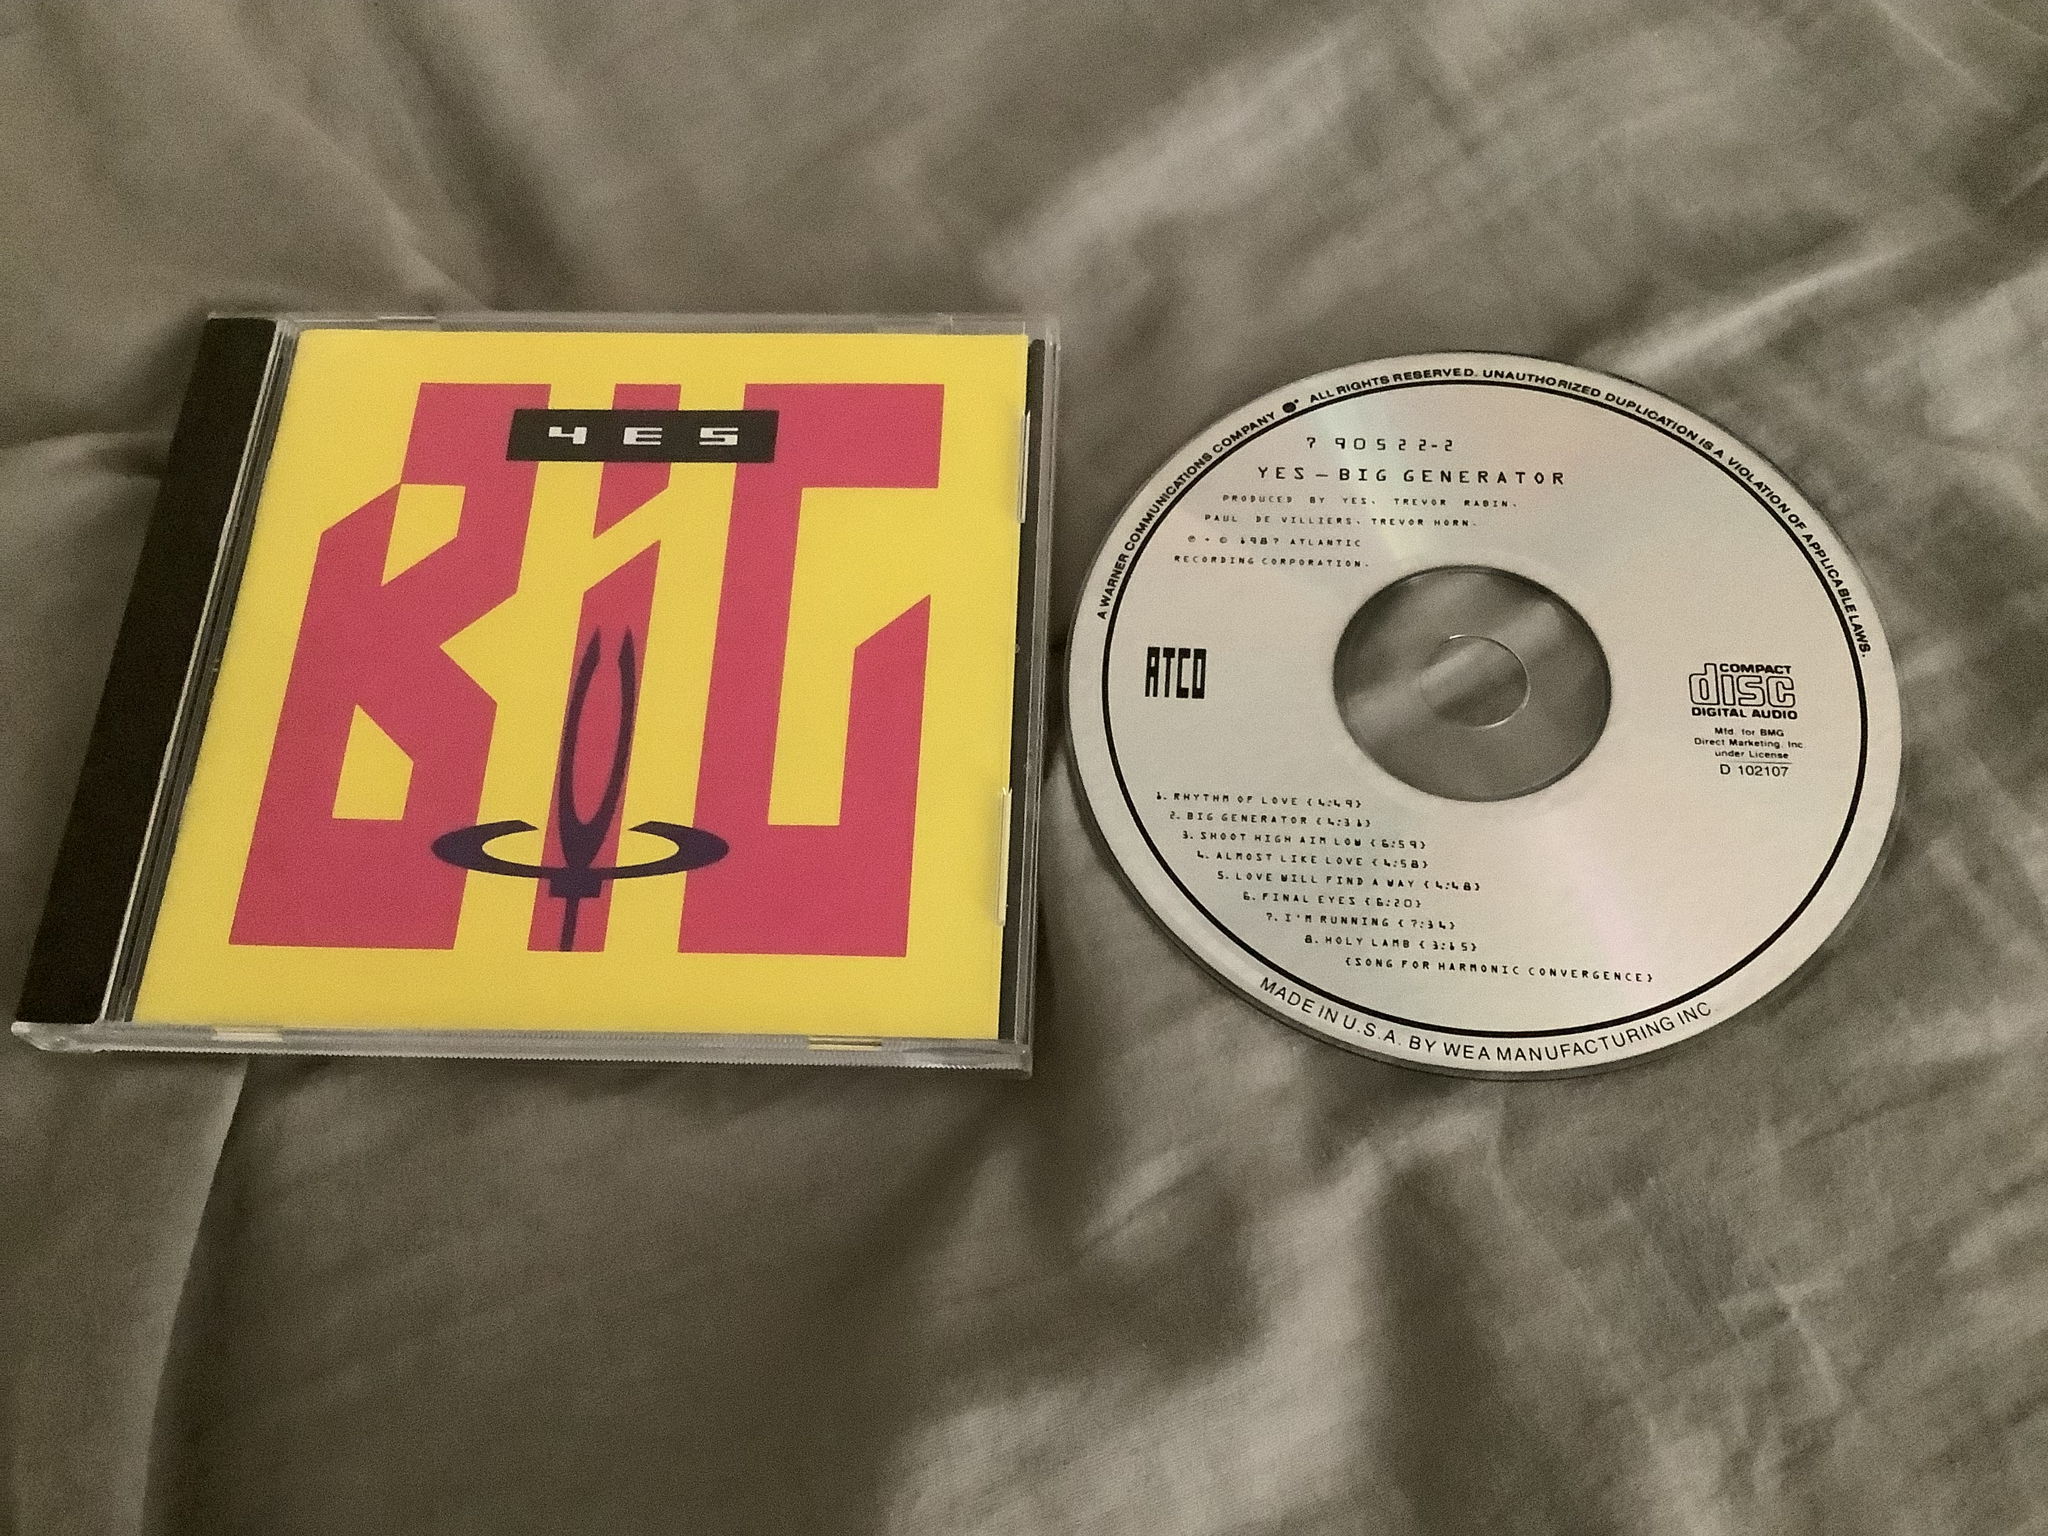 YES
BIG
A WARNER COMMUNICATIONS COMPANY ALL RIGHTS RESERVED. UNAUTHORIZED DUPLICATION IS A VIOLATION OF APPLICABLE LAWS.
7 90522-2
YES – BIG GENERATOR
PRODUCED BY YES, TREVOR RABIN,
PAUL DE VILLIERS, TREVOR HORN.
℗ · © 1987 ATLANTIC
RECORDING CORPORATION.
ATCO
COMPACT
disc
DIGITAL AUDIO
Mfd. for BMG
Direct Marketing, Inc.
under License
D 102107
1. RHYTHM OF LOVE (4:49)
2. BIG GENERATOR (4:31)
3. SHOOT HIGH AIM LOW (6:59)
4. ALMOST LIKE LOVE (4:58)
5. LOVE WILL FIND A WAY (4:48)
6. FINAL EYES (6:20)
7. I'M RUNNING (7:34)
8. HOLY LAMB (3:15)
(SONG FOR HARMONIC CONVERGENCE)
MADE IN U.S.A. BY WEA MANUFACTURING INC.